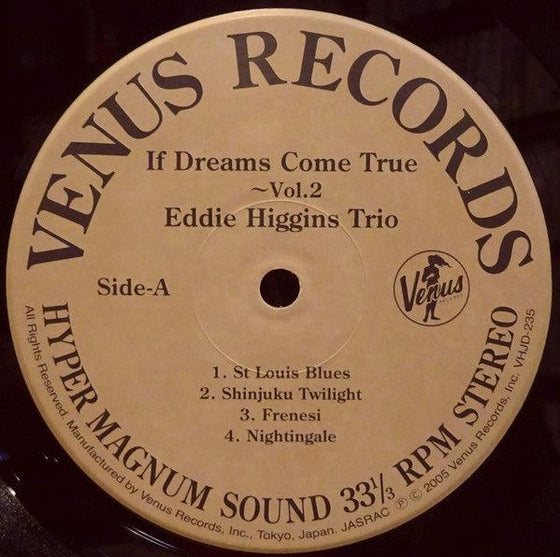 VENUS RECORDS
If Dreams Come True
~Vol.2
Eddie Higgins Trio
Side-A
Venus
RECORDS
1. St Louis Blues
2. Shinjuku Twilight
3. Frenesi
4. Nightingale
HYPER MAGNUM SOUND 33⅓ RPM STEREO
All Rights Reserved. Manufactured by Venus Records, Inc., Tokyo, Japan. JASRAC Ⓟ © 2005 Venus Records, Inc. VHJD-235